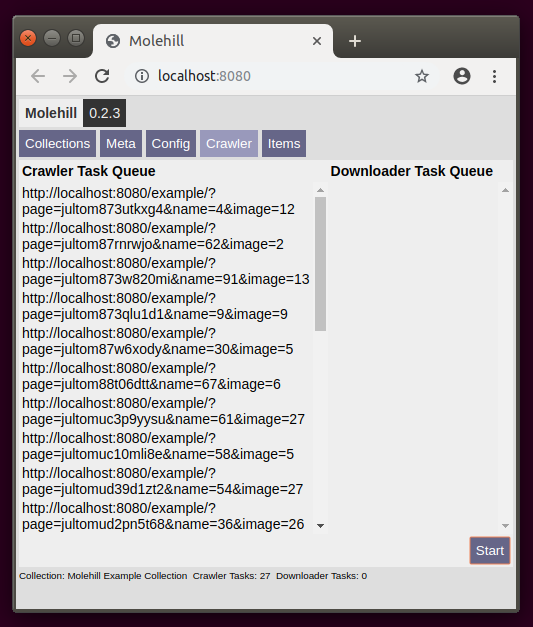 Molehill
localhost:8080
Molehill 0.2.3
Collections Meta Config Crawler Items
Crawler Task Queue Downloader Task Queue
http://localhost:8080/example/?
page=jultom873utkxg4&name=4&image=12
http://localhost:8080/example/?
page=jultom87rnrwjo&name=62&image=2
http://localhost:8080/example/?
page=jultom873w820mi&name=91&image=13
http://localhost:8080/example/?
page=jultom873qlu1d1&name=9&image=9
http://localhost:8080/example/?
page=jultom87w6xody&name=30&image=5
http://localhost:8080/example/?
page=jultom88t06dtt&name=67&image=6
http://localhost:8080/example/?
page=jultomuc3p9yysu&name=61&image=27
http://localhost:8080/example/?
page=jultomuc10mli8e&name=58&image=5
http://localhost:8080/example/?
page=jultomud39d1zt2&name=54&image=27
http://localhost:8080/example/?
page=jultomud2pn5t68&name=36&image=26
Start
Collection: Molehill Example Collection Crawler Tasks: 27 Downloader Tasks: 0